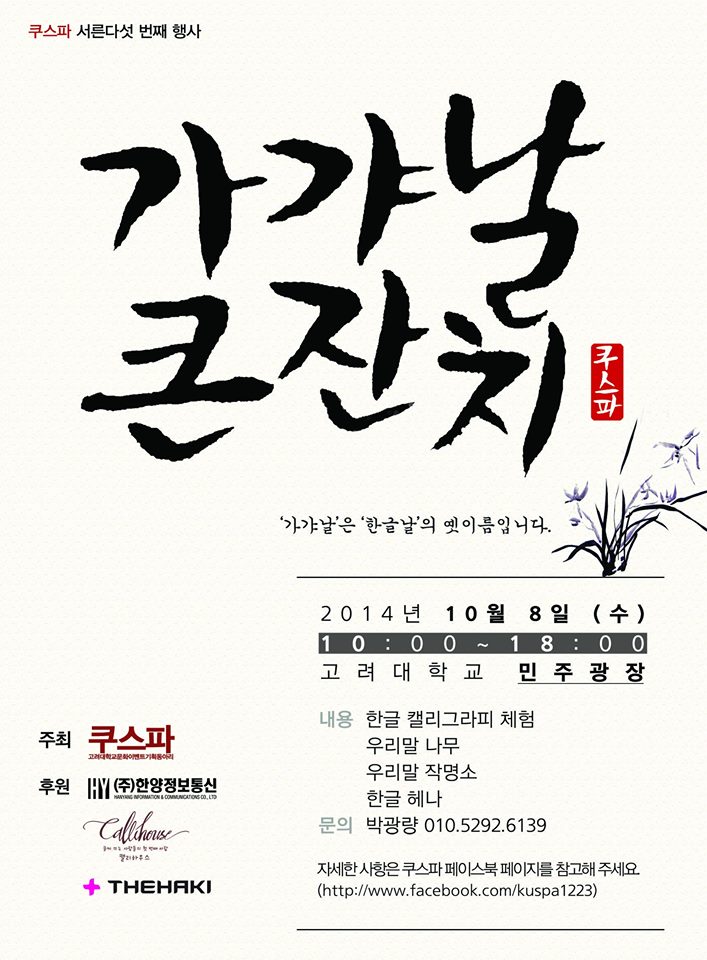 쿠스파 서른다섯 번째 행사
가갸날
큰잔치
쿠스파
‘가갸날’은 ‘한글날’의 옛이름입니다.
2014년 10월 8일 (수)
10:00~18:00
고려대학교 민주광장
내용 한글 캘리그라피 체험
우리말 나무
우리말 작명소
한글 헤나
문의 박광량 010.5292.6139
자세한 사항은 쿠스파 페이스북 페이지를 참고해 주세요.
(http://www.facebook.com/kuspa1223)
주최 쿠스파
고려대학교문화이벤트기획동아리
후원 HY (주)한양정보통신
HANYANG INFORMATION & COMMUNICATIONS CO., LTD
Callihouse
캘리하우스
THEHAKI